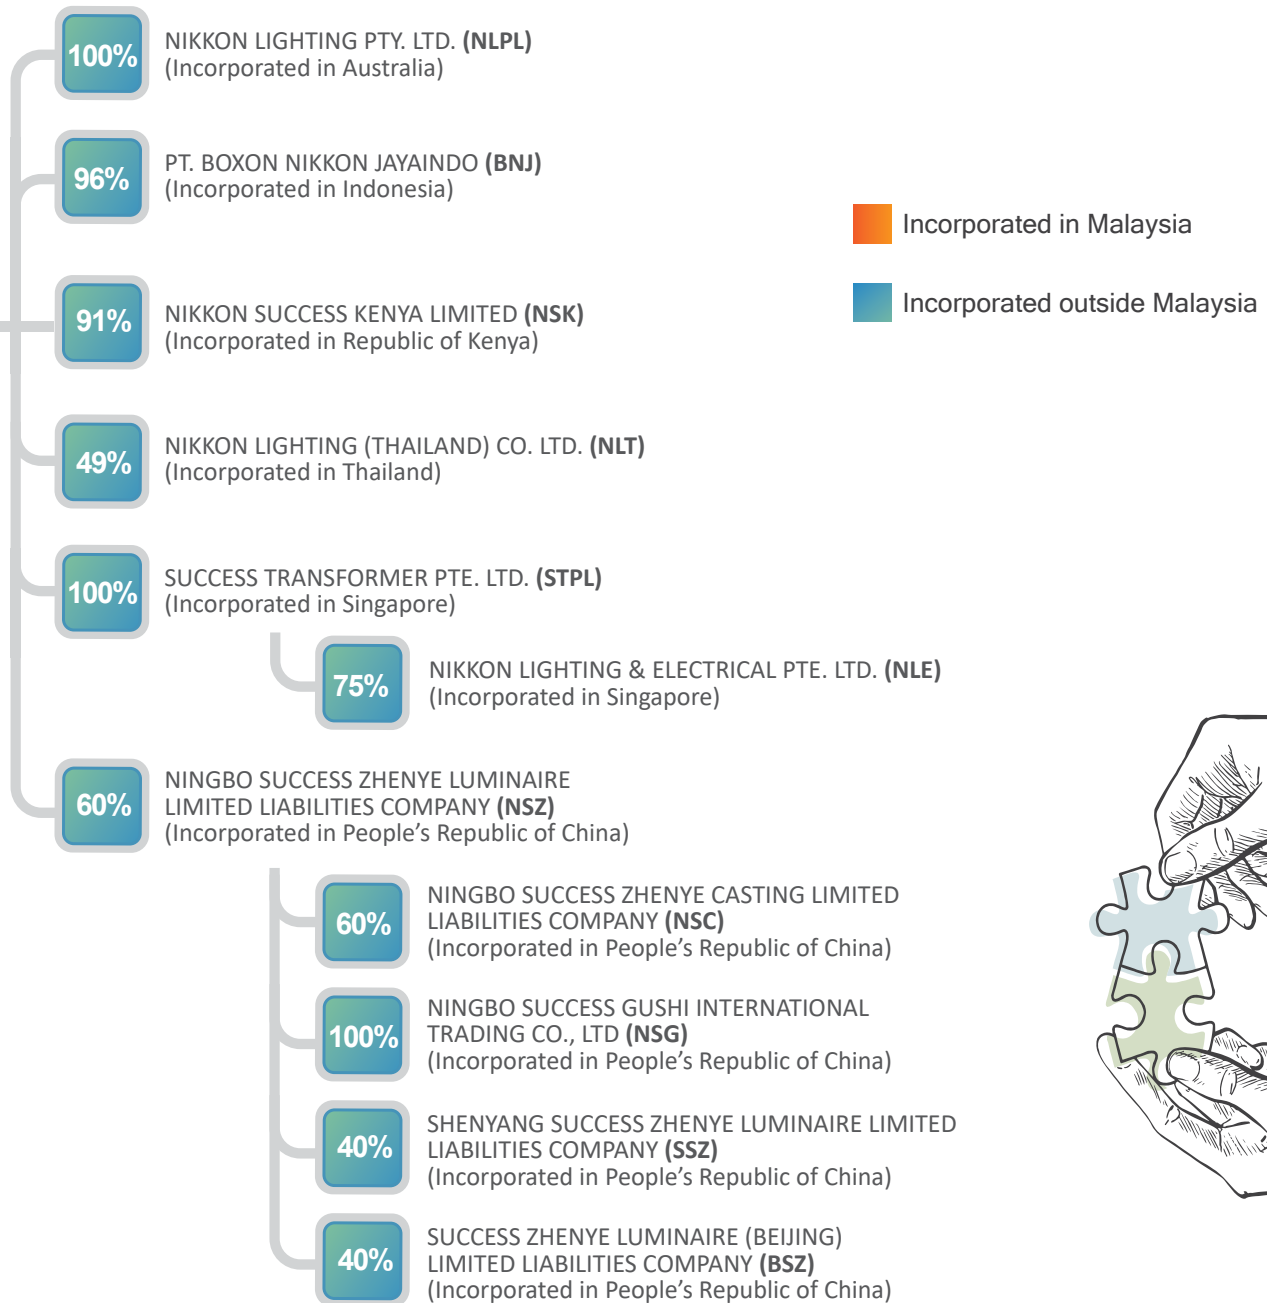 100%
NIKKON LIGHTING PTY. LTD. (NLPL)
(Incorporated in Australia)
96%
PT. BOXON NIKKON JAYAINDO (BNJ)
(Incorporated in Indonesia)
Incorporated in Malaysia
Incorporated outside Malaysia
91%
NIKKON SUCCESS KENYA LIMITED (NSK)
(Incorporated in Republic of Kenya)
49%
NIKKON LIGHTING (THAILAND) CO. LTD. (NLT)
(Incorporated in Thailand)
100%
SUCCESS TRANSFORMER PTE. LTD. (STPL)
(Incorporated in Singapore)
75%
NIKKON LIGHTING & ELECTRICAL PTE. LTD. (NLE)
(Incorporated in Singapore)
60%
NINGBO SUCCESS ZHENYE LUMINAIRE
LIMITED LIABILITIES COMPANY (NSZ)
(Incorporated in People’s Republic of China)
60%
NINGBO SUCCESS ZHENYE CASTING LIMITED
LIABILITIES COMPANY (NSC)
(Incorporated in People’s Republic of China)
100%
NINGBO SUCCESS GUSHI INTERNATIONAL
TRADING CO., LTD (NSG)
(Incorporated in People’s Republic of China)
40%
SHENYANG SUCCESS ZHENYE LUMINAIRE LIMITED
LIABILITIES COMPANY (SSZ)
(Incorporated in People’s Republic of China)
40%
SUCCESS ZHENYE LUMINAIRE (BEIJING)
LIMITED LIABILITIES COMPANY (BSZ)
(Incorporated in People’s Republic of China)